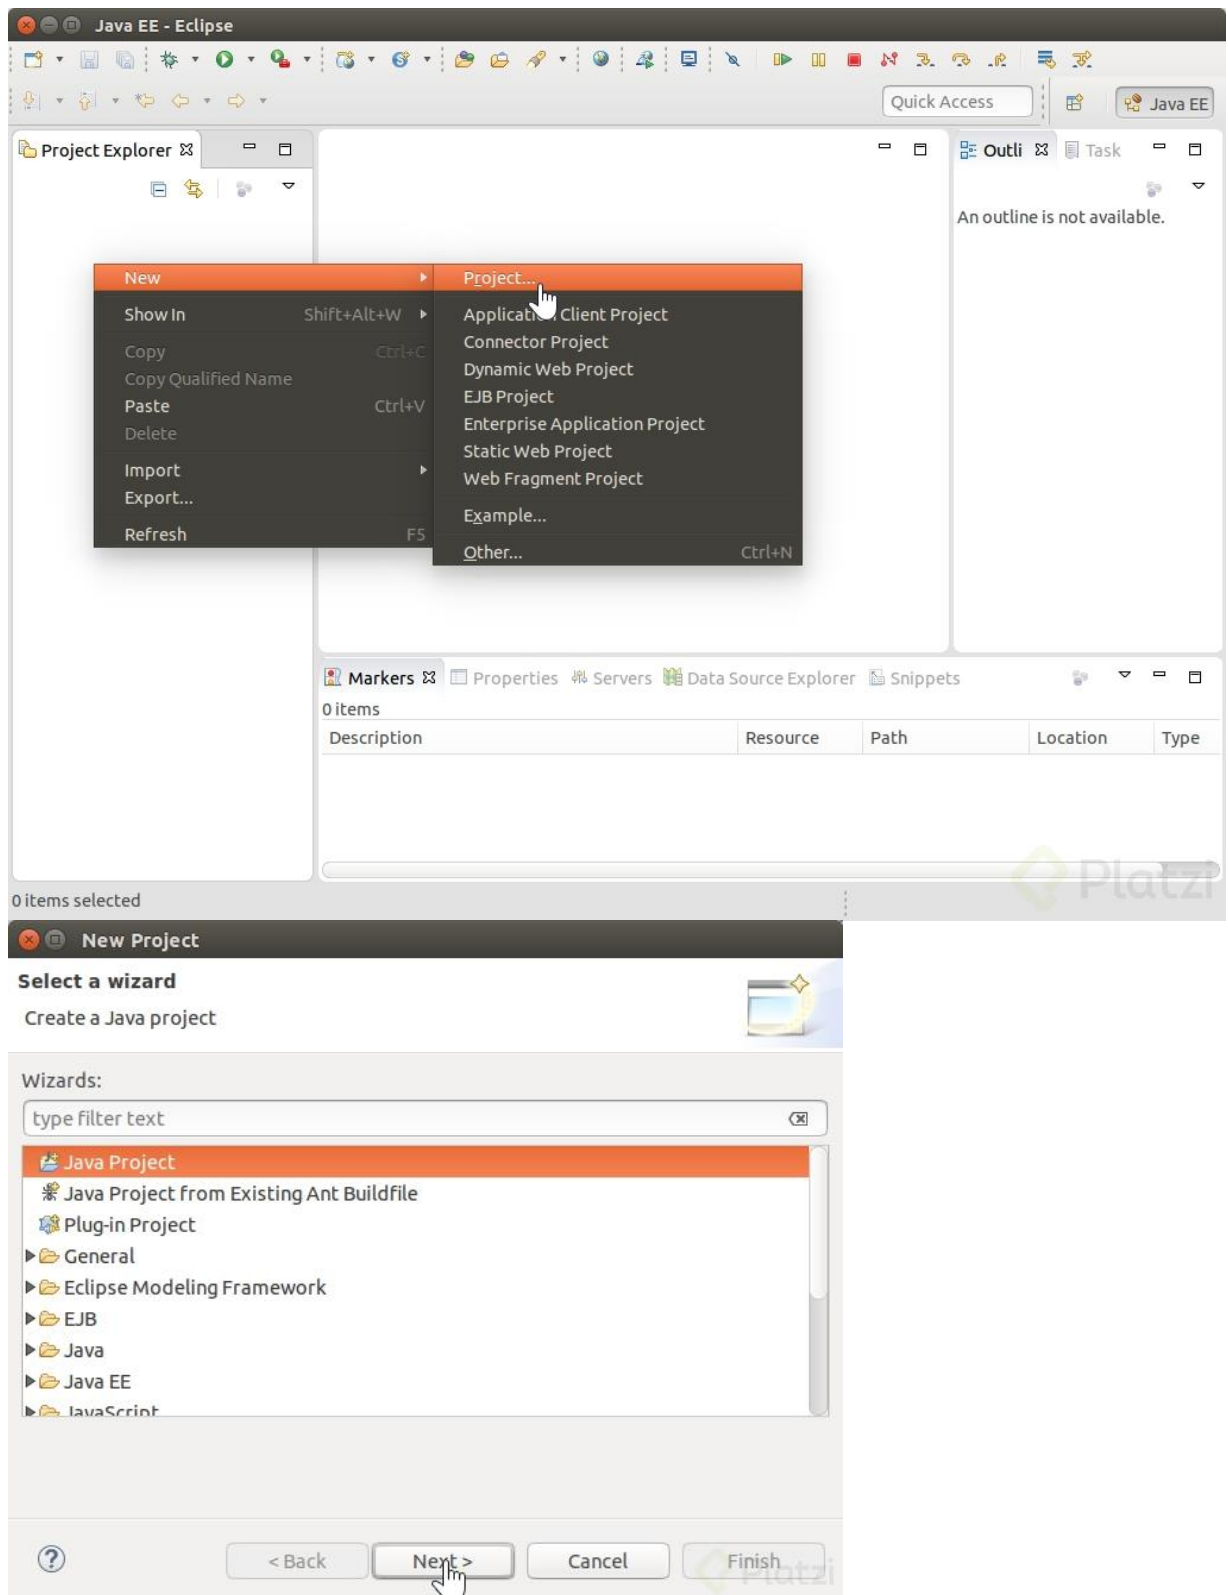 Java EE - Eclipse
Quick Access
Java EE
Project Explorer
Outli
Task
An outline is not available.
New
Show In Shift+Alt+W
Copy Ctrl+C
Copy Qualified Name
Paste Ctrl+V
Delete
Import
Export...
Refresh F5
Project...
Application Client Project
Connector Project
Dynamic Web Project
EJB Project
Enterprise Application Project
Static Web Project
Web Fragment Project
Example...
Other... Ctrl+N
Markers Properties Servers Data Source Explorer Snippets
0 items
Description Resource Path Location Type
Platzi
0 items selected
New Project
Select a wizard
Create a Java project
Wizards:
type filter text
Java Project
Java Project from Existing Ant Buildfile
Plug-in Project
General
Eclipse Modeling Framework
EJB
Java
Java EE
JavaScript
< Back Next > Cancel Finish
Platzi